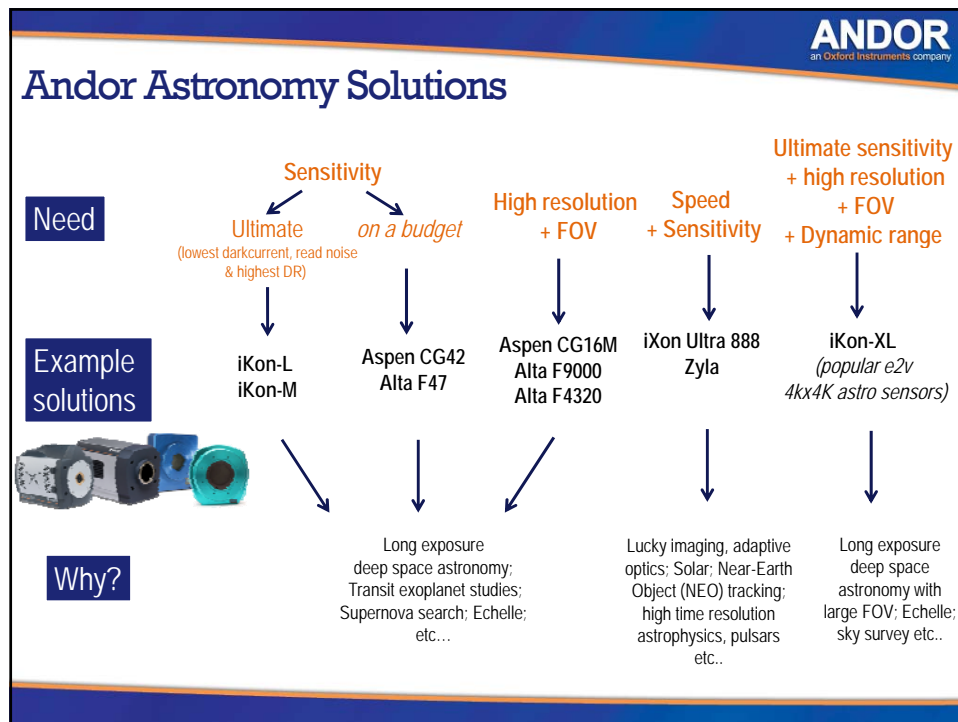 ANDOR
an Oxford Instruments company
Andor Astronomy Solutions
Need
Sensitivity
Ultimate
(lowest darkcurrent, read noise
& highest DR)
on a budget
High resolution
+ FOV
Speed
+ Sensitivity
Ultimate sensitivity
+ high resolution
+ FOV
+ Dynamic range
Example
solutions
iKon-L
iKon-M
Aspen CG42
Alta F47
Aspen CG16M
Alta F9000
Alta F4320
iXon Ultra 888
Zyla
iKon-XL
(popular e2v
4kx4K astro sensors)
Why?
Long exposure
deep space astronomy;
Transit exoplanet studies;
Supernova search; Echelle;
etc…
Lucky imaging, adaptive
optics; Solar; Near-Earth
Object (NEO) tracking;
high time resolution
astrophysics, pulsars
etc..
Long exposure
deep space
astronomy with
large FOV; Echelle;
sky survey etc..